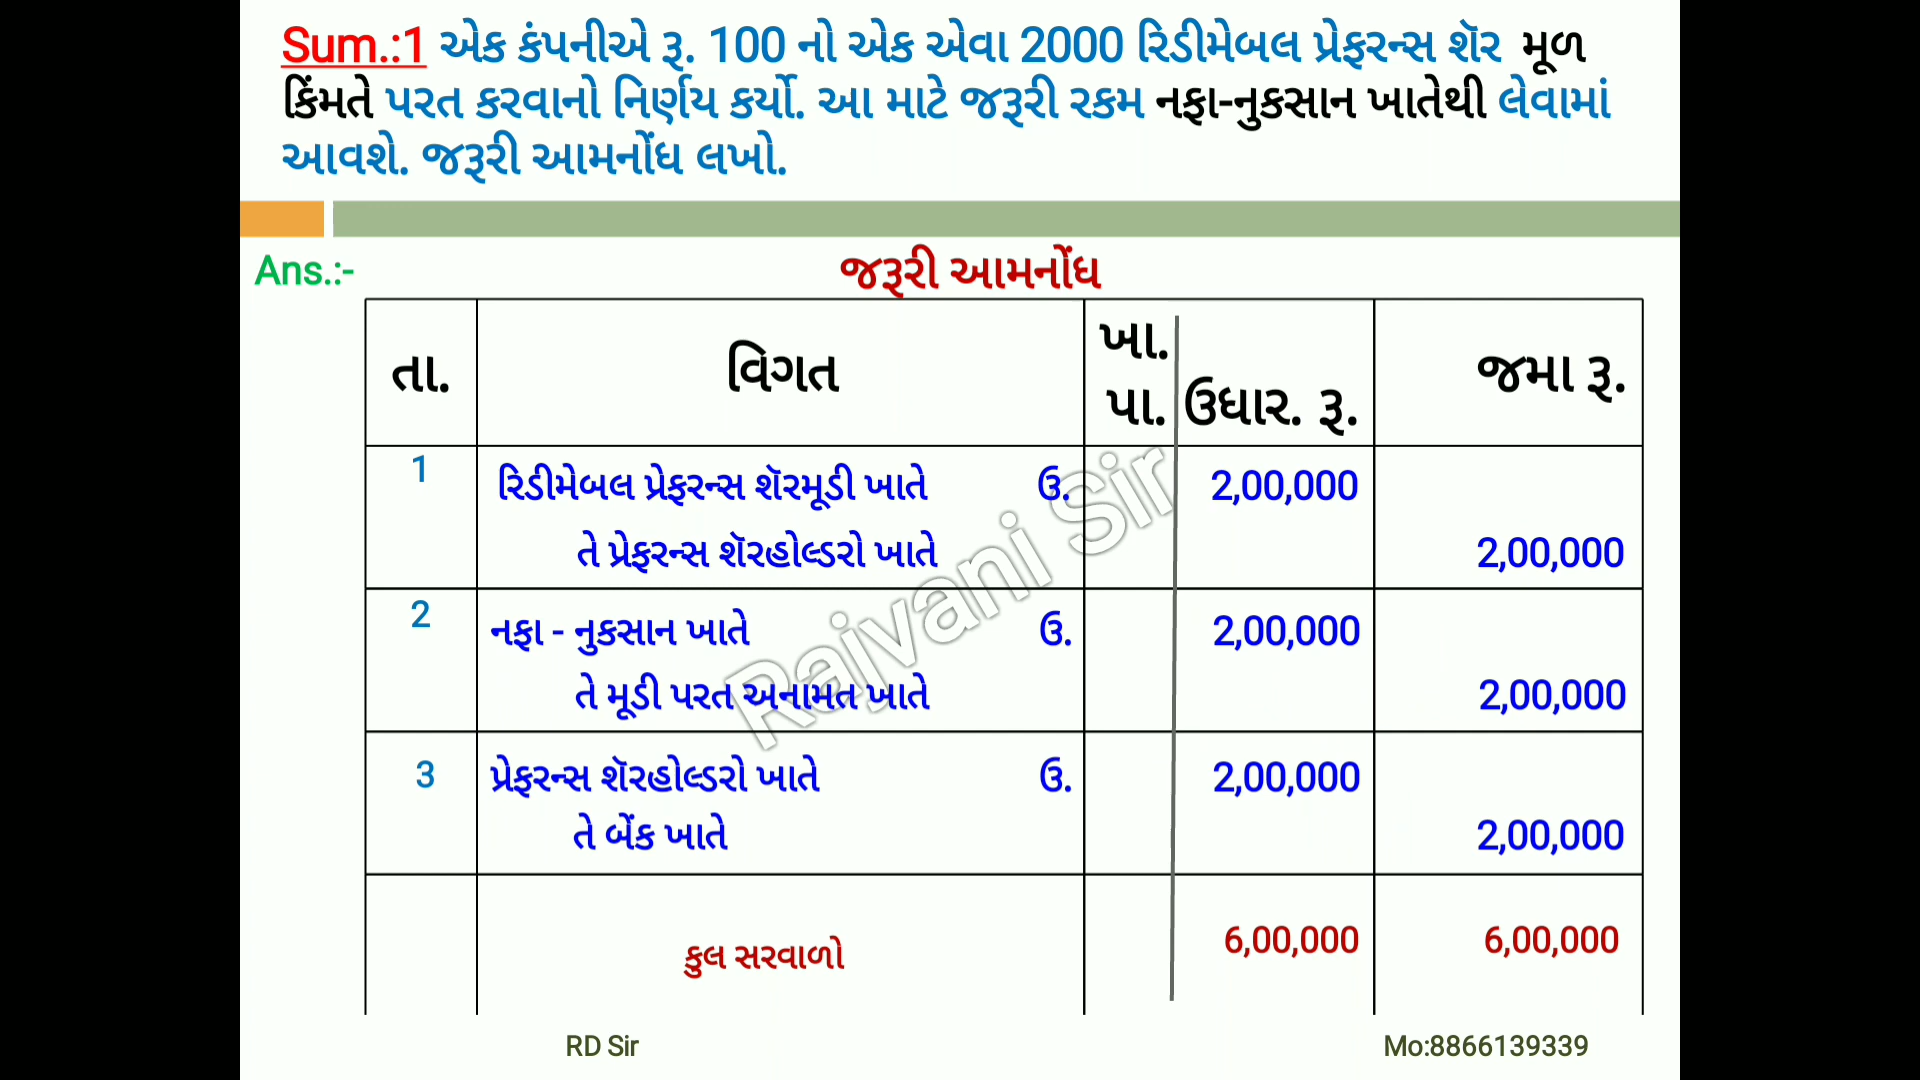 Sum.:1 એક કંપનીએ રૂ. 100 નો એક એવા 2000 રિડીમેબલ પ્રેફરન્સ શૅર મૂળ
કિંમતે પરત કરવાનો નિર્ણય કર્યો. આ માટે જરૂરી રકમ નફા-નુકસાન ખાતેથી લેવામાં
આવશે. જરૂરી આમનોંધ લખો.
Ans.:- જરૂરી આમનોંધ
તા. વિગત ખા. પા. ઉધાર. રૂ. જમા રૂ.
1 રિડીમેબલ પ્રેફરન્સ શૅરમૂડી ખાતે ઉ. 2,00,000
તે પ્રેફરન્સ શૅરહોલ્ડરો ખાતે 2,00,000
2 નફા - નુકસાન ખાતે ઉ. 2,00,000
તે મૂડી પરત અનામત ખાતે 2,00,000
3 પ્રેફરન્સ શૅરહોલ્ડરો ખાતે ઉ. 2,00,000
તે બેંક ખાતે 2,00,000
કુલ સરવાળો 6,00,000 6,00,000
Rajvani Sir
RD Sir Mo:8866139339